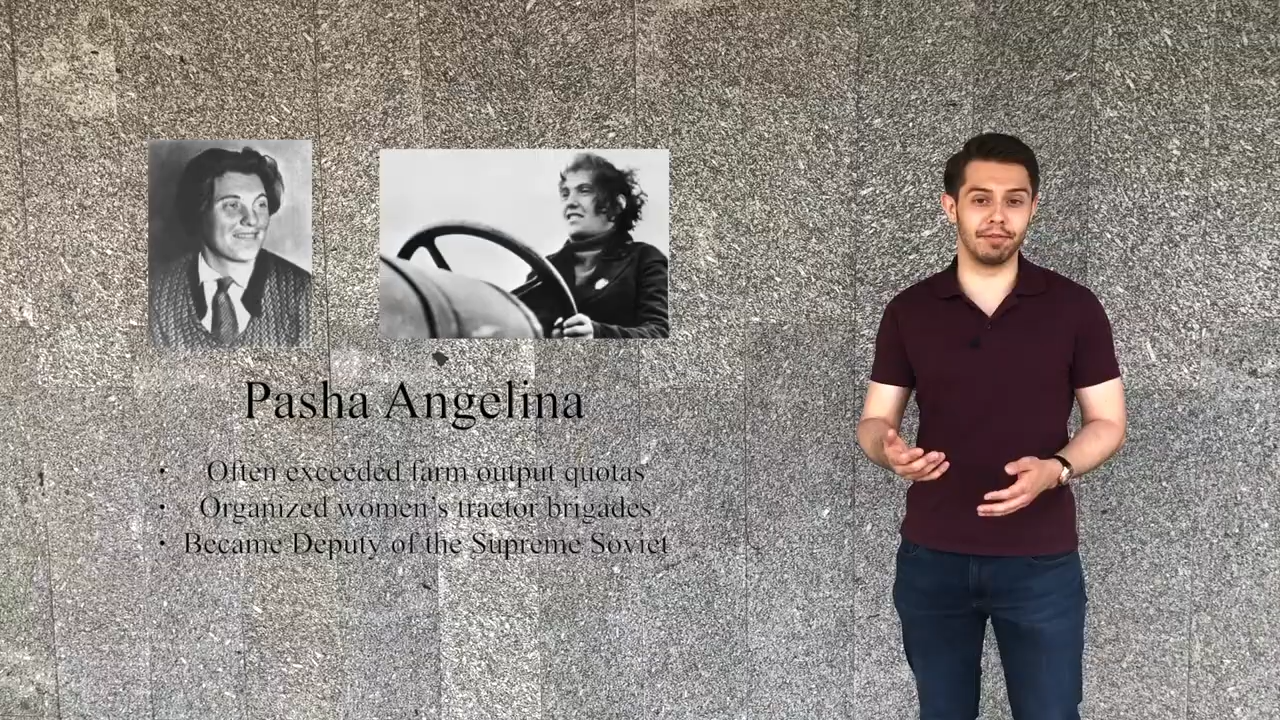 Pasha Angelina
• Often exceeded farm output quotas
• Organized women's tractor brigades
• Became Deputy of the Supreme Soviet